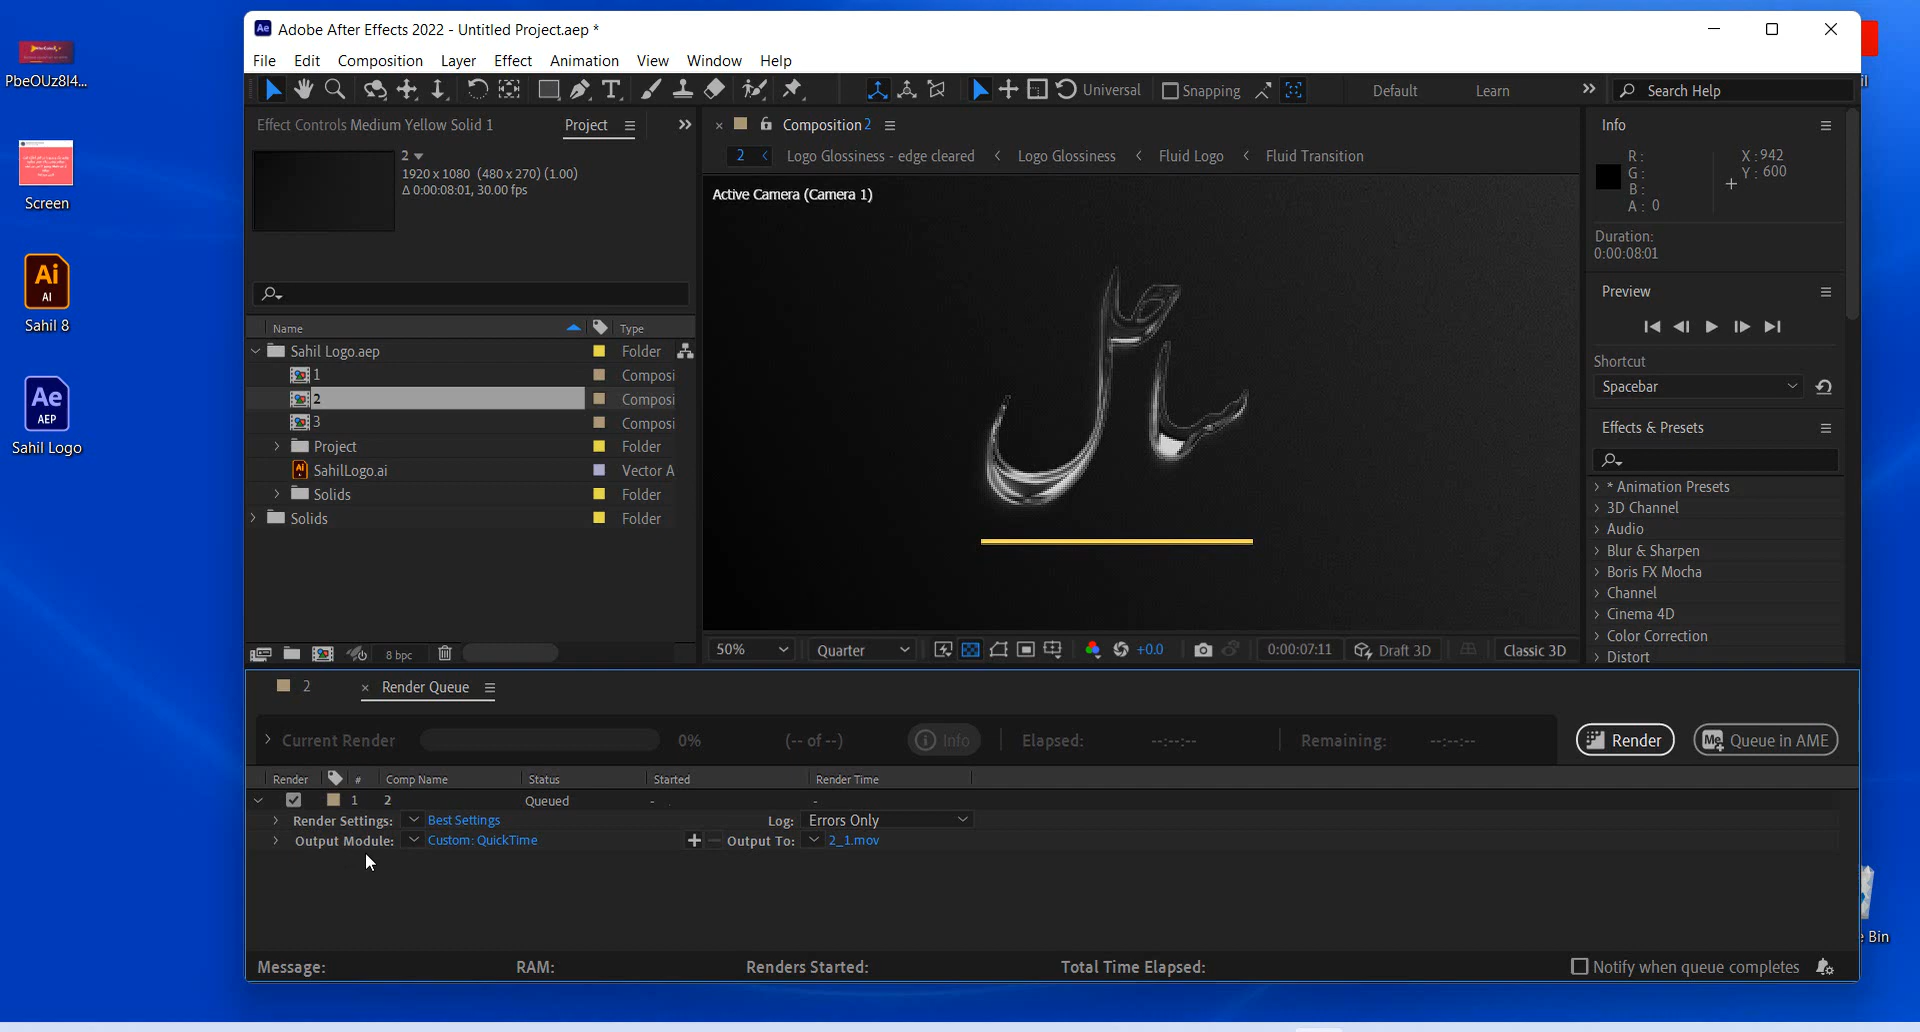 PbeOUz8l4...
Screen
Ai
AI
Sahil 8
Ae
AEP
Sahil Logo
Ae Adobe After Effects 2022 - Untitled Project.aep *
File Edit Composition Layer Effect Animation View Window Help
Universal Snapping Default Learn Search Help
Effect Controls Medium Yellow Solid 1 Project
2
1920 x 1080 (480 x 270) (1.00)
Δ 0:00:08:01, 30.00 fps
Name Type
Sahil Logo.aep Folder
1 Composi
2 Composi
3 Composi
Project Folder
SahilLogo.ai Vector A
Solids Folder
Solids Folder
8 bpc
Composition 2
2 Logo Glossiness - edge cleared Logo Glossiness Fluid Logo Fluid Transition
Active Camera (Camera 1)
50% Quarter +0.0 0:00:07:11 Draft 3D Classic 3D
Info
R:
G:
B:
A: 0
X: 942
Y: 600
Duration:
0:00:08:01
Preview
Shortcut
Spacebar
Effects & Presets
* Animation Presets
3D Channel
Audio
Blur & Sharpen
Boris FX Mocha
Channel
Cinema 4D
Color Correction
Distort
2 Render Queue
Current Render 0% (-- of --) Info Elapsed: --:--:-- Remaining: --:--:-- Render Me Queue in AME
Render # Comp Name Status Started Render Time
1 2 Queued - -
Render Settings: Best Settings Log: Errors Only
Output Module: Custom: QuickTime Output To: 2_1.mov
Message: RAM: Renders Started: Total Time Elapsed: Notify when queue completes
e Bin